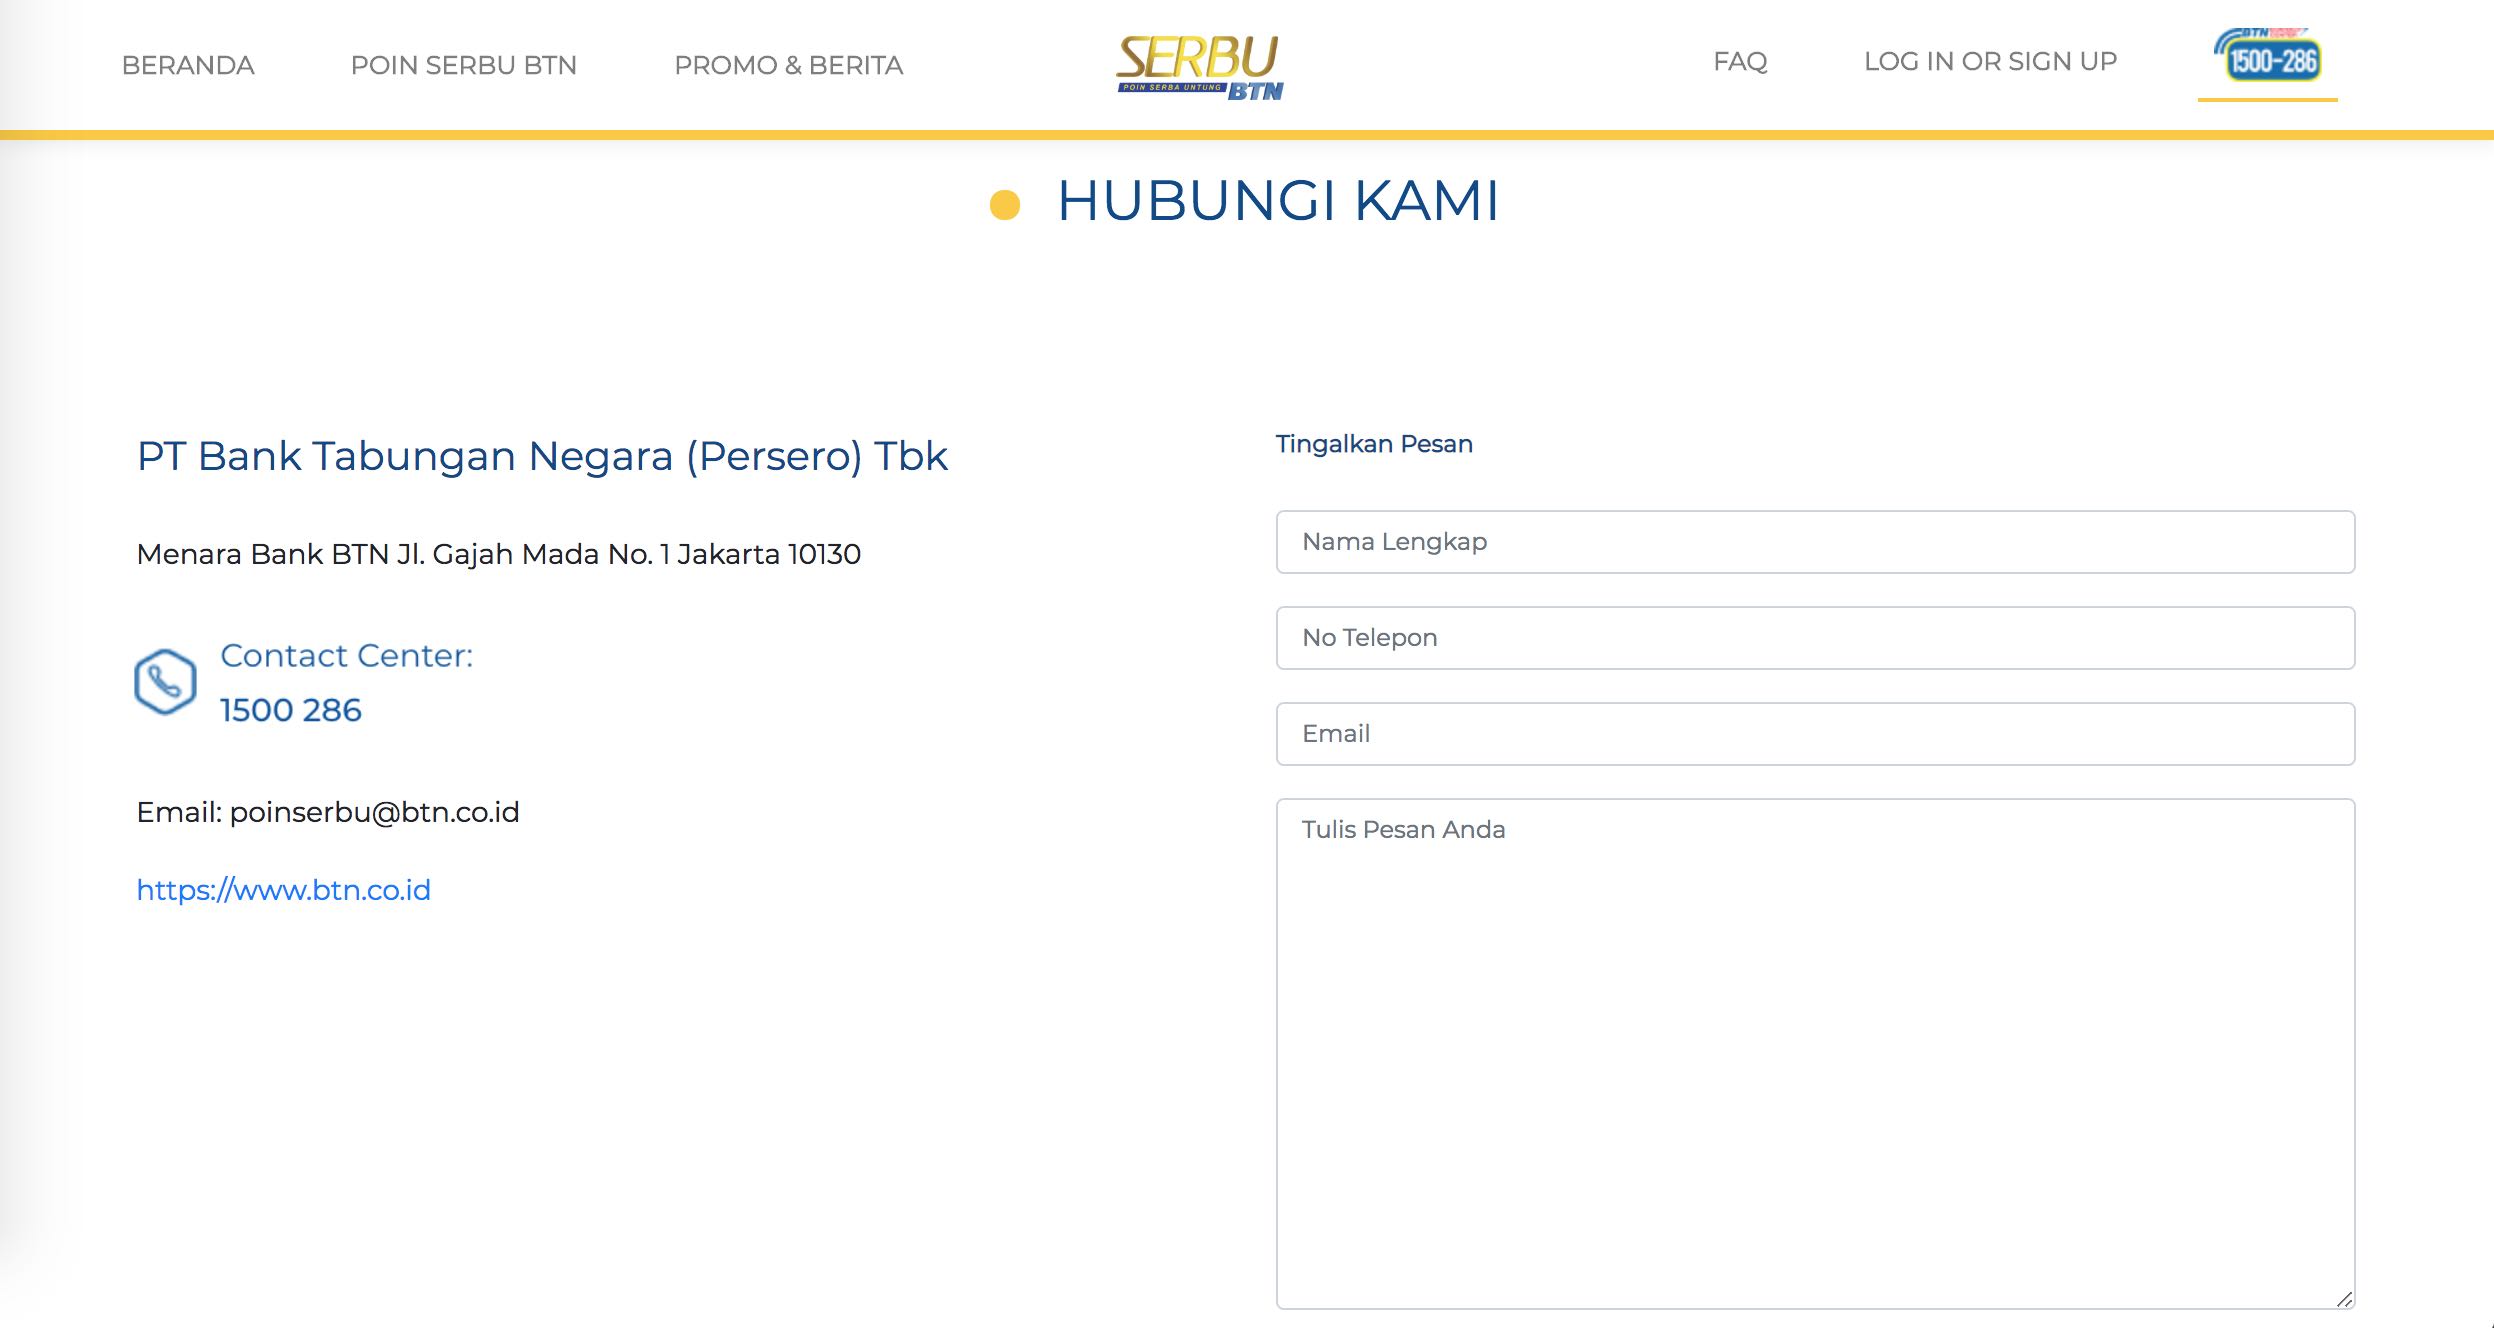 BERANDA
POIN SERBU BTN
PROMO & BERITA
SERBU
POIN SERBA UNTUNG
BTN
FAQ
LOG IN OR SIGN UP
BTN
1500-286
HUBUNGI KAMI
PT Bank Tabungan Negara (Persero) Tbk
Menara Bank BTN Jl. Gajah Mada No. 1 Jakarta 10130
Contact Center:
1500 286
Email: poinserbu@btn.co.id
https://www.btn.co.id
Tingalkan Pesan
Nama Lengkap
No Telepon
Email
Tulis Pesan Anda